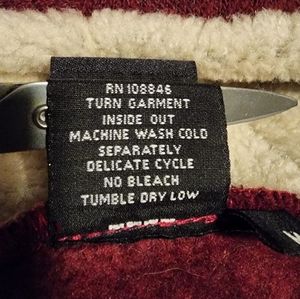 RN 108846
TURN GARMENT
INSIDE OUT
MACHINE WASH COLD
SEPARATELY
DELICATE CYCLE
NO BLEACH
TUMBLE DRY LOW